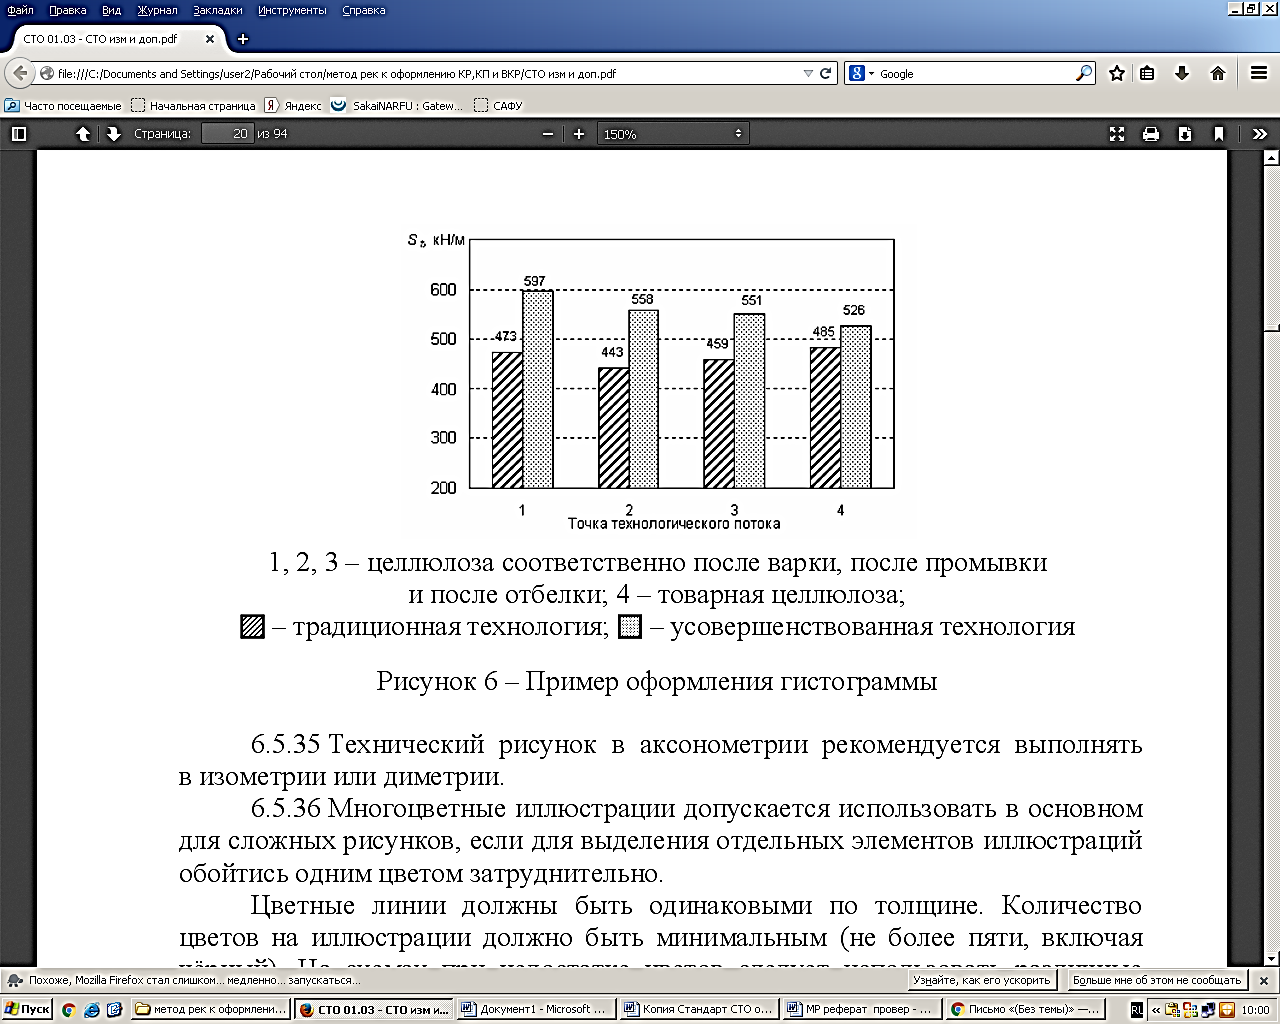 Файл Правка Вид Журнал Закладки Инструменты Справка
СТО 01.03 - СТО изм и доп.pdf
file:///C:/Documents and Settings/user2/Рабочий стол/метод рек к оформлению КР,КП и ВКР/СТО изм и доп.pdf
Google
Часто посещаемые Начальная страница Яндекс SakaiNARFU : Gatew... САФУ
Страница: 20 из 94
150%
S t, кН/м
597
600
558
551
526
500
473
443
459
485
400
300
200
1 2 3 4
Точка технологического потока
1, 2, 3 – целлюлоза соответственно после варки, после промывки
и после отбелки; 4 – товарная целлюлоза;
– традиционная технология; – усовершенствованная технология
Рисунок 6 – Пример оформления гистограммы
6.5.35 Технический рисунок в аксонометрии рекомендуется выполнять
в изометрии или диметрии.
6.5.36 Многоцветные иллюстрации допускается использовать в основном
для сложных рисунков, если для выделения отдельных элементов иллюстраций
обойтись одним цветом затруднительно.
Цветные линии должны быть одинаковыми по толщине. Количество
цветов на иллюстрации должно быть минимальным (не более пяти, включая
Похоже, Mozilla Firefox стал слишком... медленно... запускаться...
Узнайте, как его ускорить
Больше мне об этом не сообщать
Пуск
метод рек к оформлени...
СТО 01.03 - СТО изм и...
Документ1 - Microsoft ...
Копия Стандарт СТО о...
МР реферат провер - ...
Письмо «(Без темы)» —...
RL
10:00